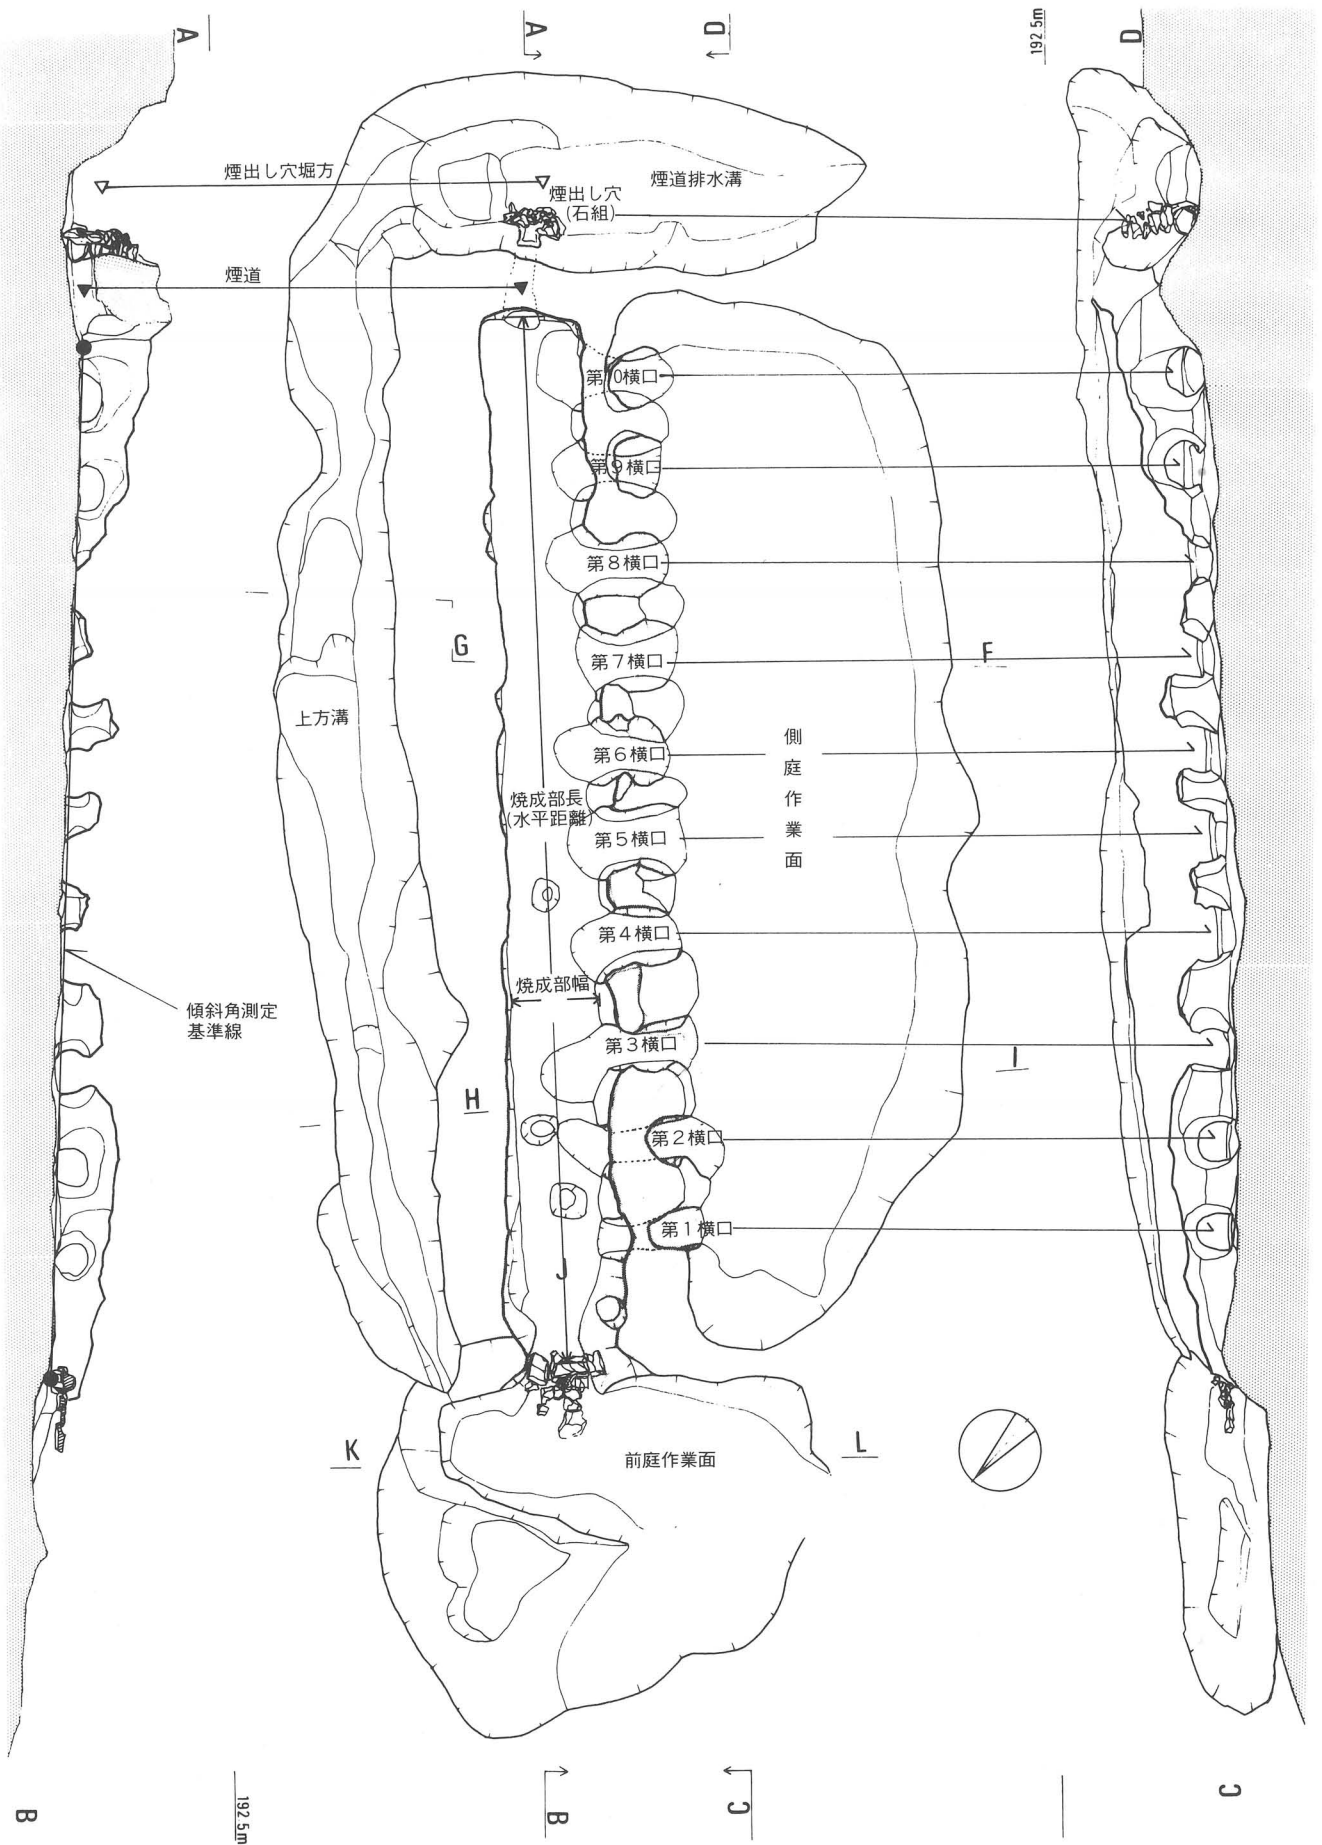 A
A
D
192.5m
D
煙出し穴堀方
煙出し穴
(石組)
煙道排水溝
煙道
第10横口
第9横口
第8横口
G
第7横口
F
上方溝
第6横口
側庭作業面
焼成部長
(水平距離)
第5横口
第4横口
焼成部幅
傾斜角測定
基準線
第3横口
I
H
第2横口
第1横口
J
K
前庭作業面
L
B
192.5m
B
C
C